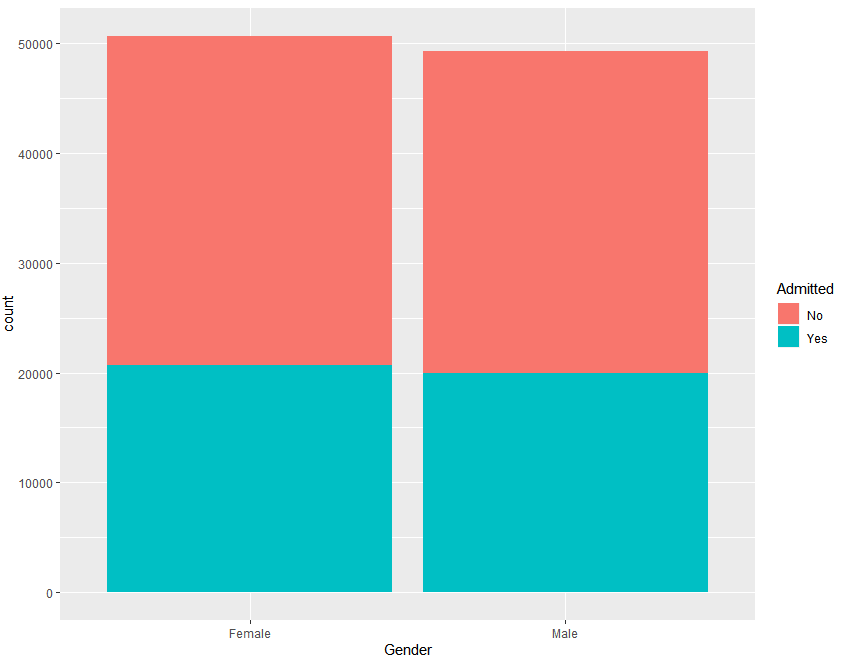 50000
40000
30000
20000
10000
0
count
Female Male
Gender
Admitted
No
Yes